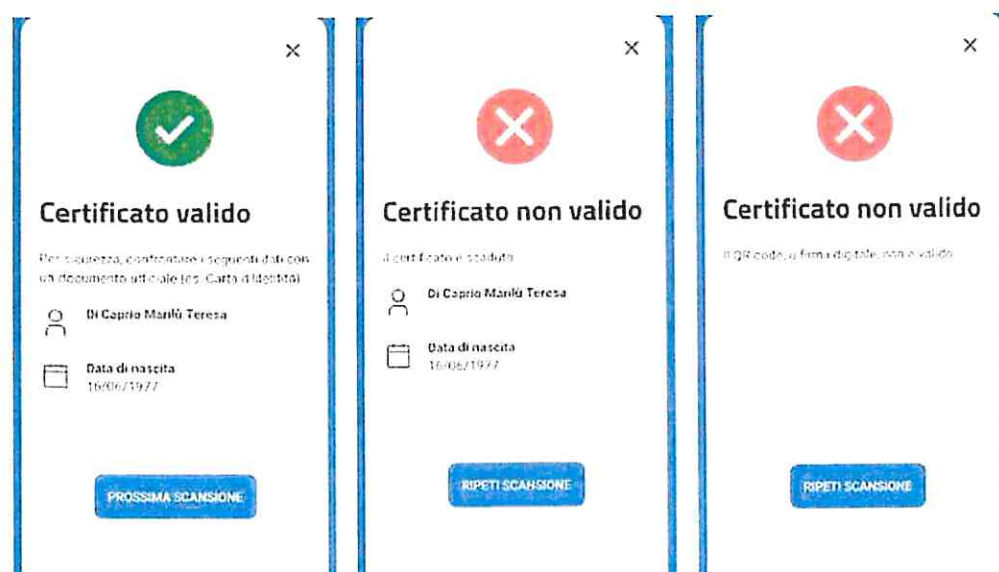 Certificato valido
Per sicurezza, confrontare i seguenti dati con
un documento ufficiale (es. Carta d'Identità)
Di Caprio Marilù Teresa
Data di nascita
16/06/1977
PROSSIMA SCANSIONE
Certificato non valido
Il certificato è scaduto
Di Caprio Marilù Teresa
Data di nascita
16/06/1977
RIPETI SCANSIONE
Certificato non valido
Il QR code, o firma digitale, non è valido
RIPETI SCANSIONE